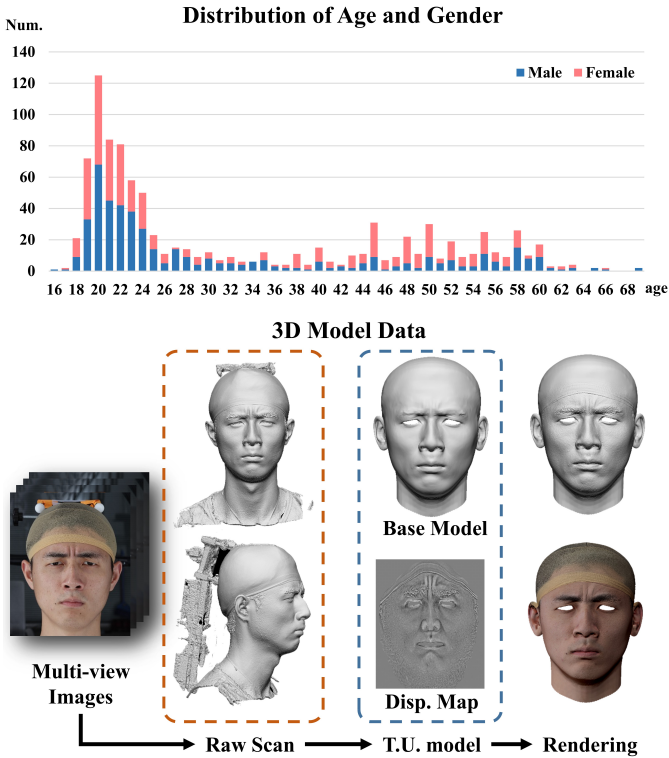 Distribution of Age and Gender
Num.
140
120
100
80
60
40
20
0
Male Female
16 18 20 22 24 26 28 30 32 34 36 38 40 42 44 46 48 50 52 54 56 58 60 62 64 66 68 age
3D Model Data
Base Model
Multi-view
Images
Disp. Map
Raw Scan T.U. model Rendering